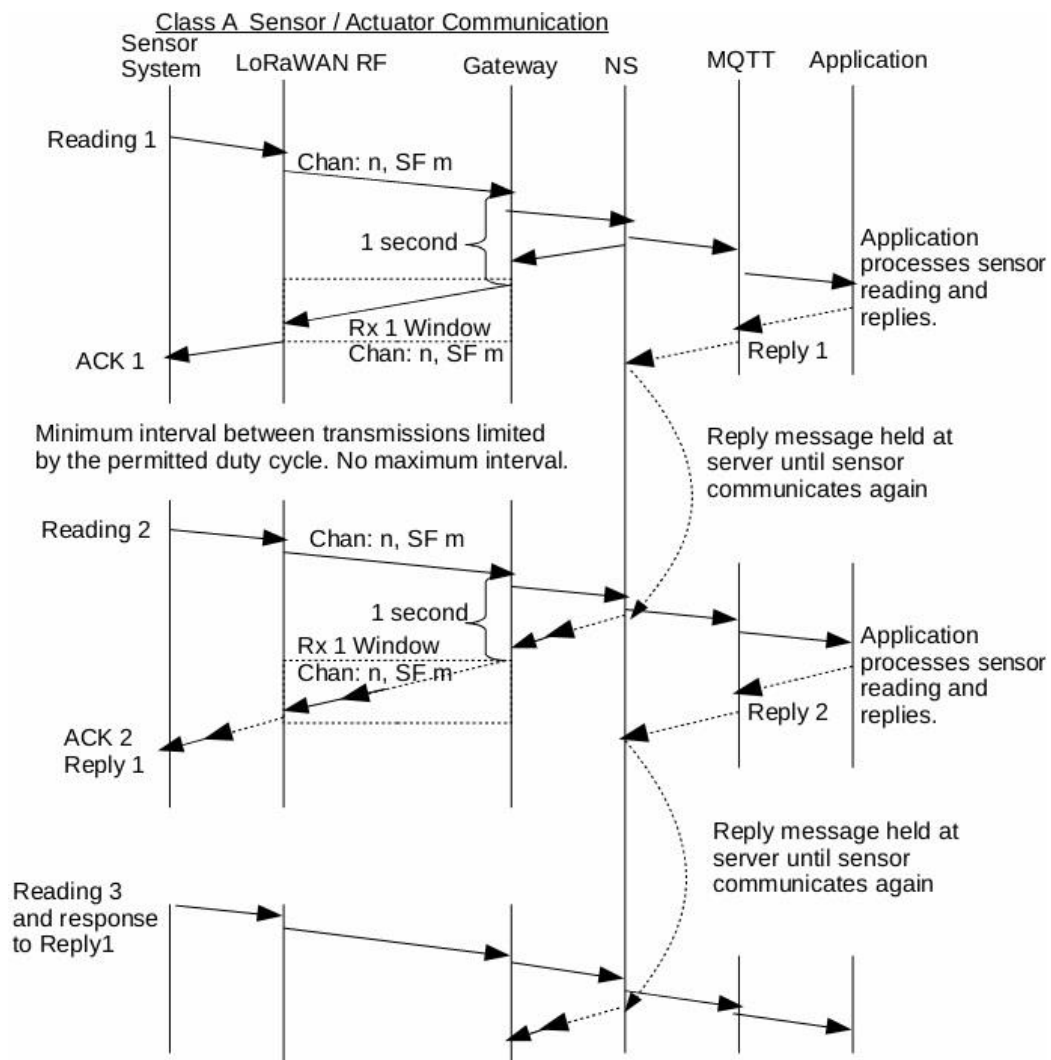 Class A  Sensor / Actuator Communication
Sensor
System
LoRaWAN RF
Gateway
NS
MQTT
Application
Reading 1
Chan: n, SF m
1 second
Application
processes sensor
reading and
replies.
Rx 1 Window
Chan: n, SF m
ACK 1
Reply 1
Minimum interval between transmissions limited
by the permitted duty cycle. No maximum interval.
Reply message held at
server until sensor
communicates again
Reading 2
Chan: n, SF m
1 second
Rx 1 Window
Chan: n, SF m
Application
processes sensor
reading and
replies.
Reply 2
ACK 2
Reply 1
Reply message held at
server until sensor
communicates again
Reading 3
and response
to Reply1